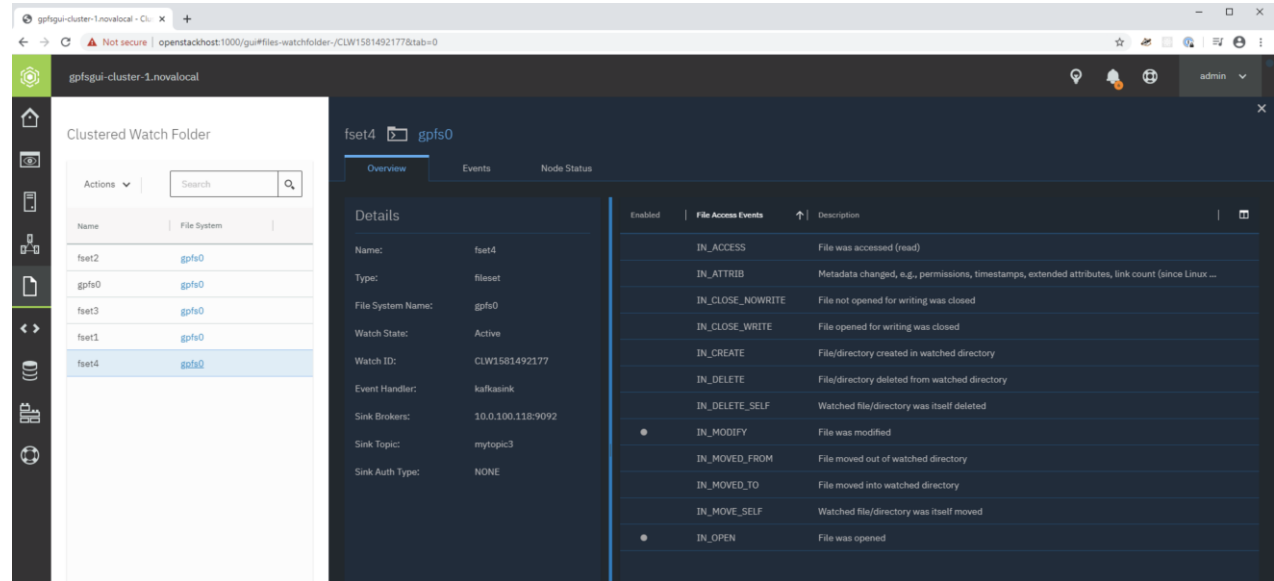 gpfsgui-cluster-1.novalocal - Clu
Not secure | openstackhost:1000/gui#files-watchfolder-/CLW1581492177&tab=0
gpfsgui-cluster-1.novalocal
admin
Clustered Watch Folder
Actions
Search
Name File System
fset2 gpfs0
gpfs0 gpfs0
fset3 gpfs0
fset1 gpfs0
fset4 gpfs0
fset4 gpfs0
Overview Events Node Status
Details
Name: fset4
Type: fileset
File System Name: gpfs0
Watch State: Active
Watch ID: CLW1581492177
Event Handler: kafkasink
Sink Brokers: 10.0.100.118:9092
Sink Topic: mytopic3
Sink Auth Type: NONE
Enabled File Access Events Description
IN_ACCESS File was accessed (read)
IN_ATTRIB Metadata changed, e.g., permissions, timestamps, extended attributes, link count (since Linux ...
IN_CLOSE_NOWRITE File not opened for writing was closed
IN_CLOSE_WRITE File opened for writing was closed
IN_CREATE File/directory created in watched directory
IN_DELETE File/directory deleted from watched directory
IN_DELETE_SELF Watched file/directory was itself deleted
IN_MODIFY File was modified
IN_MOVED_FROM File moved out of watched directory
IN_MOVED_TO File moved into watched directory
IN_MOVE_SELF Watched file/directory was itself moved
IN_OPEN File was opened